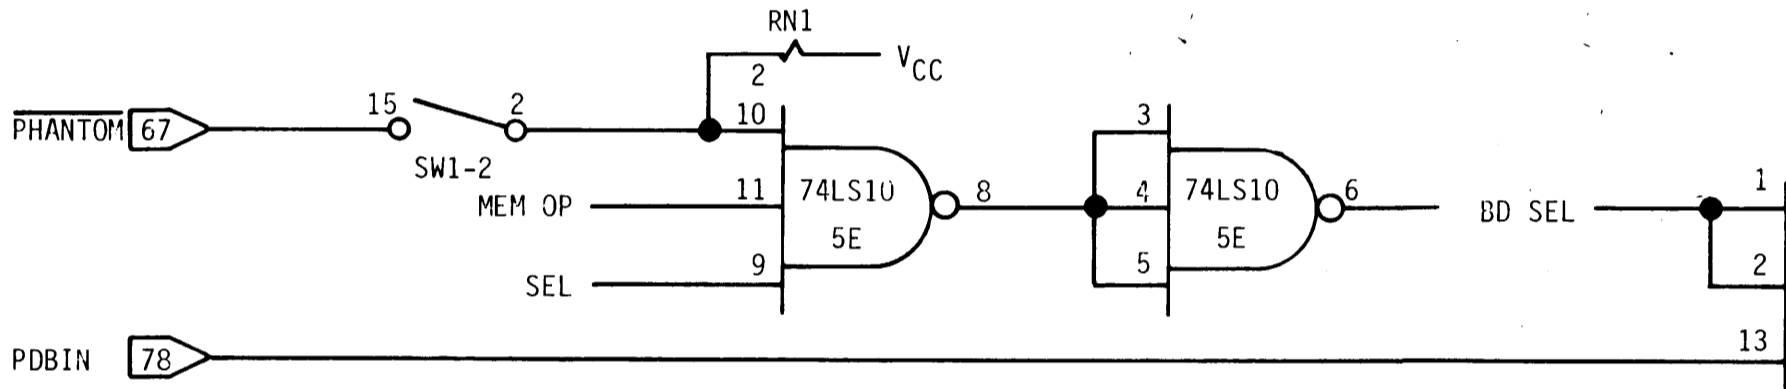 RN1
2
VCC
PHANTOM 67
15
2
SW1-2
10
MEM OP
11
SEL
9
74LS10
5E
8
3
4
5
74LS10
5E
6
BD SEL
1
2
PDBIN 78
13